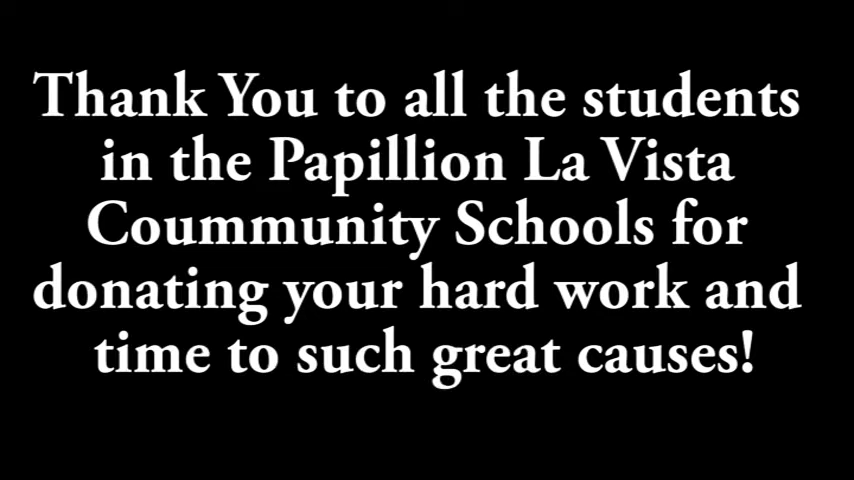 Thank You to all the students
in the Papillion La Vista
Coummunity Schools for
donating your hard work and
time to such great causes!